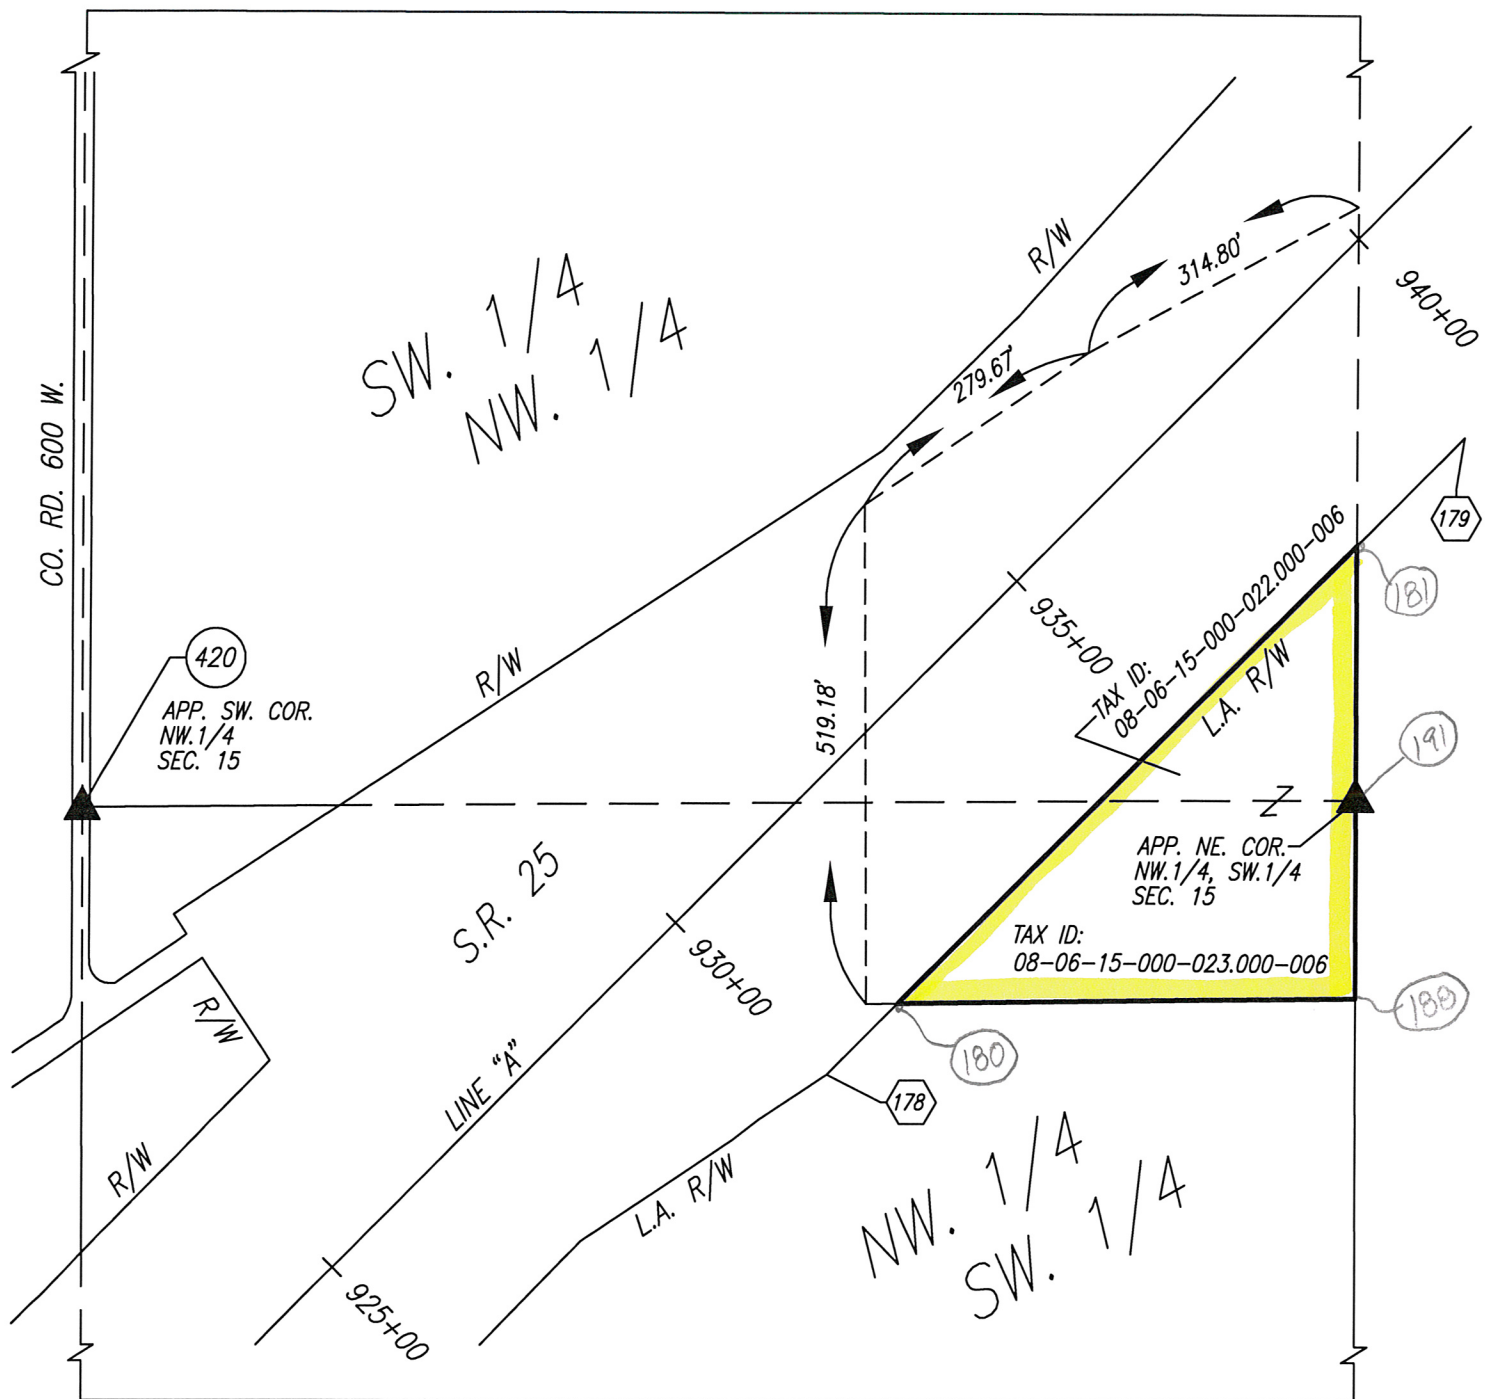 SW. 1/4
NW. 1/4
R/W
314.80'
279.67'
940+00
CO. RD. 600 W.
179
181
935+00
TAX ID:
08-06-15-000-022.000-006
L.A. R/W
R/W
420
APP. SW. COR.
NW.1/4
SEC. 15
519.18'
191
APP. NE. COR.
NW.1/4, SW.1/4
SEC. 15
S.R. 25
TAX ID:
08-06-15-000-023.000-006
930+00
188
R/W
180
LINE "A"
178
R/W
L.A. R/W
NW. 1/4
SW. 1/4
925+00